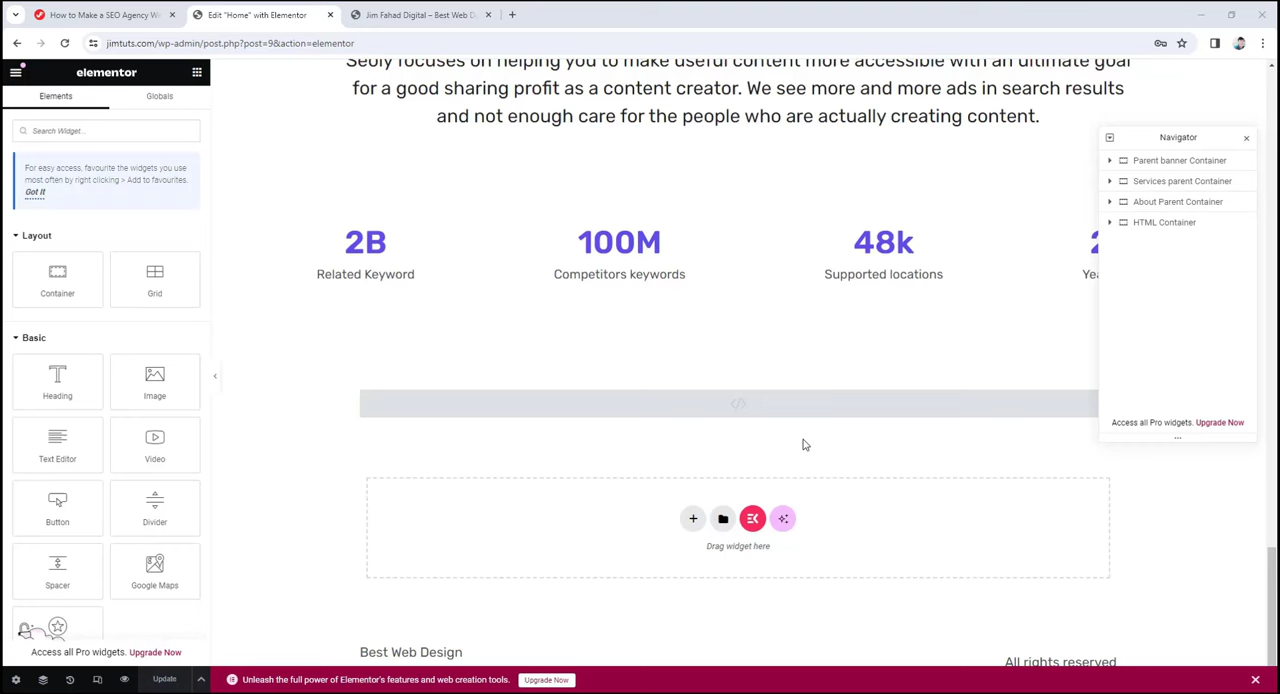 How to Make a SEO Agency We
Edit "Home" with Elementor
Jim Fahad Digital – Best Web D
jimtuts.com/wp-admin/post.php?post=9&action=elementor
elementor
Elements
Globals
Search Widget...
For easy access, favourite the widgets you use
most often by right clicking > Add to favourites.
Got It
Layout
Container
Grid
Basic
Heading
Image
Text Editor
Video
Button
Divider
Spacer
Google Maps
Access all Pro widgets. Upgrade Now
Update
Seoly focuses on helping you to make useful content more accessible with an ultimate goal
for a good sharing profit as a content creator. We see more and more ads in search results
and not enough care for the people who are actually creating content.
2B
100M
48k
Related Keyword
Competitors keywords
Supported locations
Yea
Drag widget here
Best Web Design
All rights reserved
Navigator
Parent banner Container
Services parent Container
About Parent Container
HTML Container
Access all Pro widgets. Upgrade Now
Unleash the full power of Elementor's features and web creation tools.
Upgrade Now